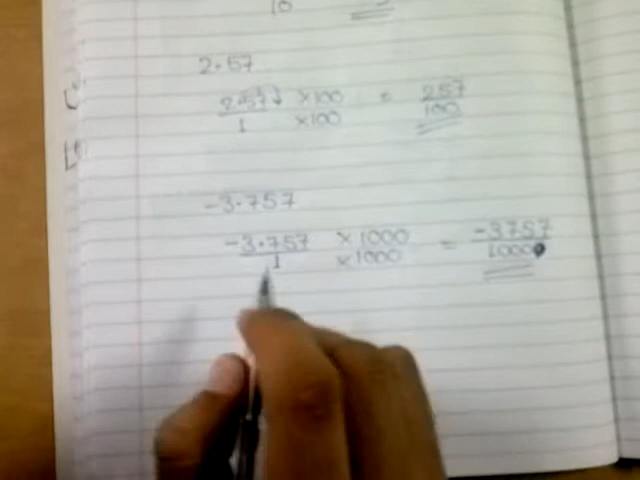 10
2.57
2.57 ×100 = 257
1 ×100 100
-3.757
-3.757 ×1000 = -3757
1 ×1000 1000